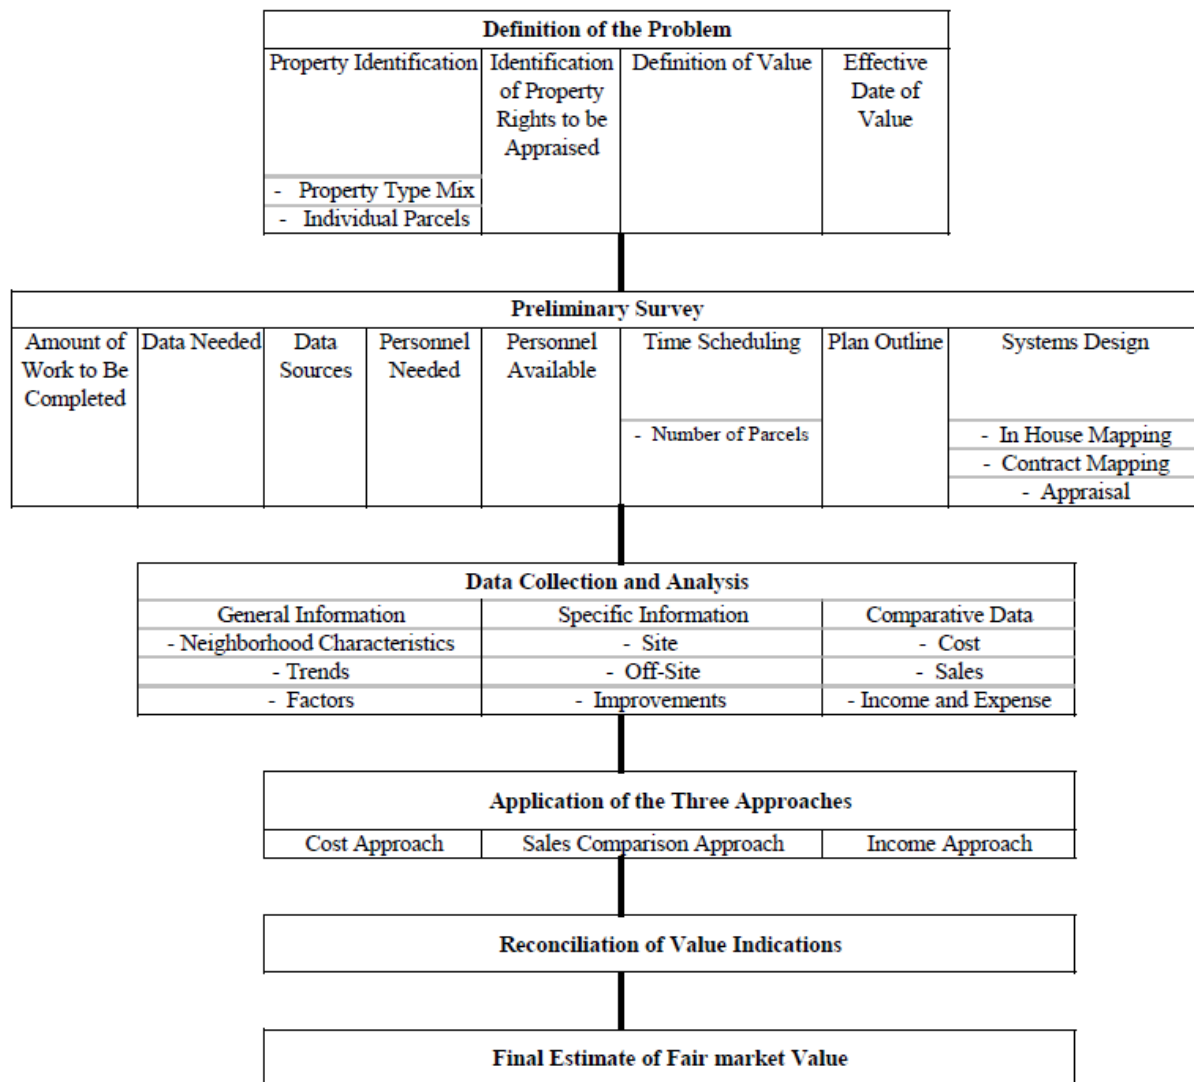 Definition of the Problem
Property Identification
Identification
of Property
Rights to be
Appraised
Definition of Value
Effective
Date of
Value
- Property Type Mix
- Individual Parcels
Preliminary Survey
Amount of
Work to Be
Completed
Data Needed
Data
Sources
Personnel
Needed
Personnel
Available
Time Scheduling
Plan Outline
Systems Design
- Number of Parcels
- In House Mapping
- Contract Mapping
- Appraisal
Data Collection and Analysis
General Information
Specific Information
Comparative Data
- Neighborhood Characteristics
- Site
- Cost
- Trends
- Off-Site
- Sales
- Factors
- Improvements
- Income and Expense
Application of the Three Approaches
Cost Approach
Sales Comparison Approach
Income Approach
Reconciliation of Value Indications
Final Estimate of Fair market Value